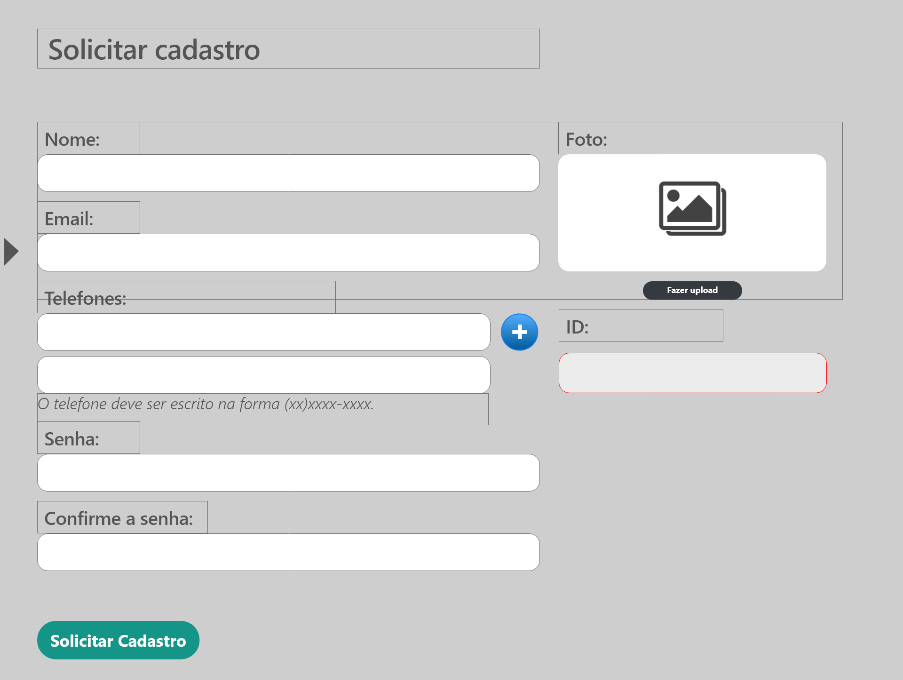 Solicitar cadastro
Nome:
Foto:
Email:
Fazer upload
Telefones:
ID:
O telefone deve ser escrito na forma (xx)xxxx-xxxx.
Senha:
Confirme a senha:
Solicitar Cadastro